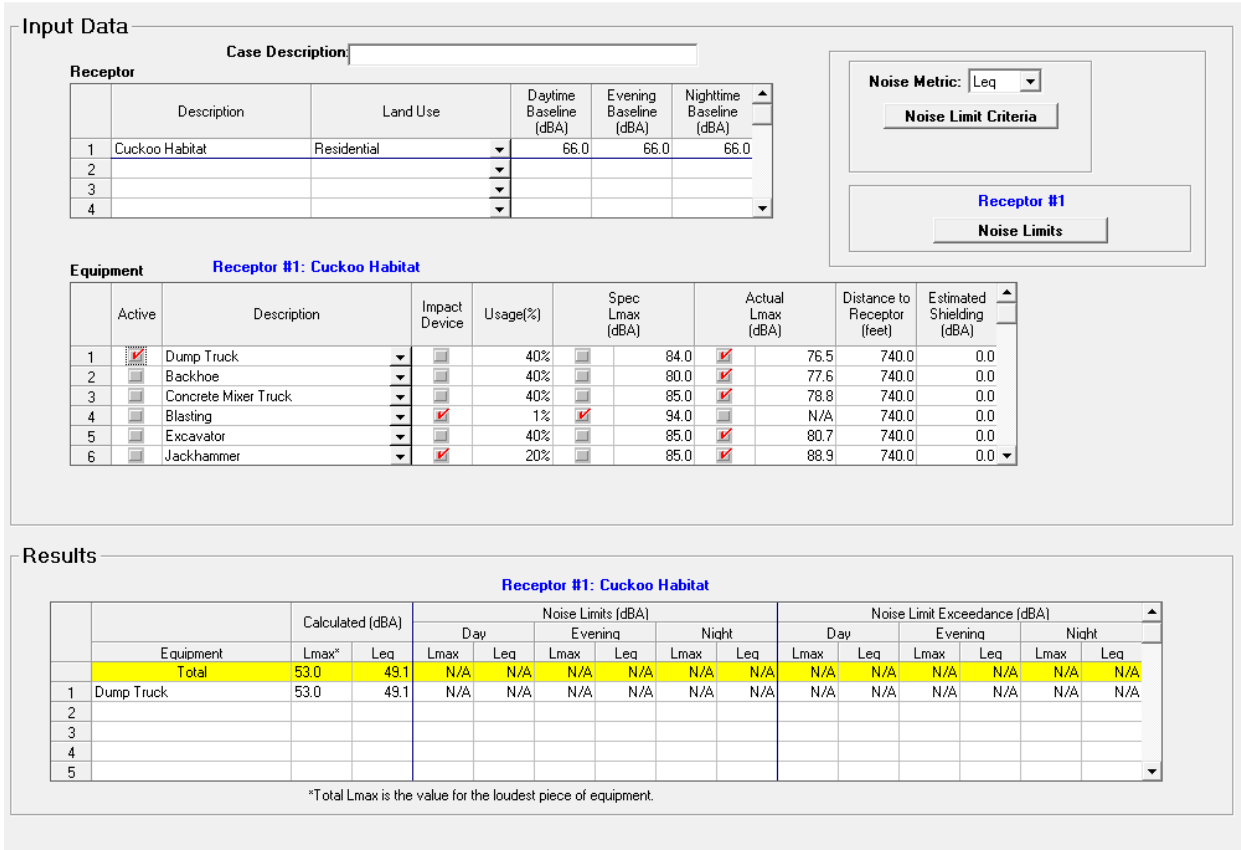 Input Data
Case Description:
Receptor
Description Land Use Daytime Baseline (dBA) Evening Baseline (dBA) Nighttime Baseline (dBA)
1 Cuckoo Habitat Residential 66.0 66.0 66.0
2
3
4
Noise Metric: Leq
Noise Limit Criteria
Receptor #1
Noise Limits
Equipment Receptor #1: Cuckoo Habitat
Active Description Impact Device Usage(%) Spec Lmax (dBA) Actual Lmax (dBA) Distance to Receptor (feet) Estimated Shielding (dBA)
1 Dump Truck 40% 84.0 76.5 740.0 0.0
2 Backhoe 40% 80.0 77.6 740.0 0.0
3 Concrete Mixer Truck 40% 85.0 78.8 740.0 0.0
4 Blasting 1% 94.0 N/A 740.0 0.0
5 Excavator 40% 85.0 80.7 740.0 0.0
6 Jackhammer 20% 85.0 88.9 740.0 0.0
Results
Receptor #1: Cuckoo Habitat
Calculated (dBA) Noise Limits (dBA) Noise Limit Exceedance (dBA)
Day Evening Night Day Evening Night
Equipment Lmax* Leq Lmax Leq Lmax Leq Lmax Leq Lmax Leq Lmax Leq Lmax Leq
Total 53.0 49.1 N/A N/A N/A N/A N/A N/A N/A N/A N/A N/A N/A N/A
1 Dump Truck 53.0 49.1 N/A N/A N/A N/A N/A N/A N/A N/A N/A N/A N/A N/A
2
3
4
5
*Total Lmax is the value for the loudest piece of equipment.